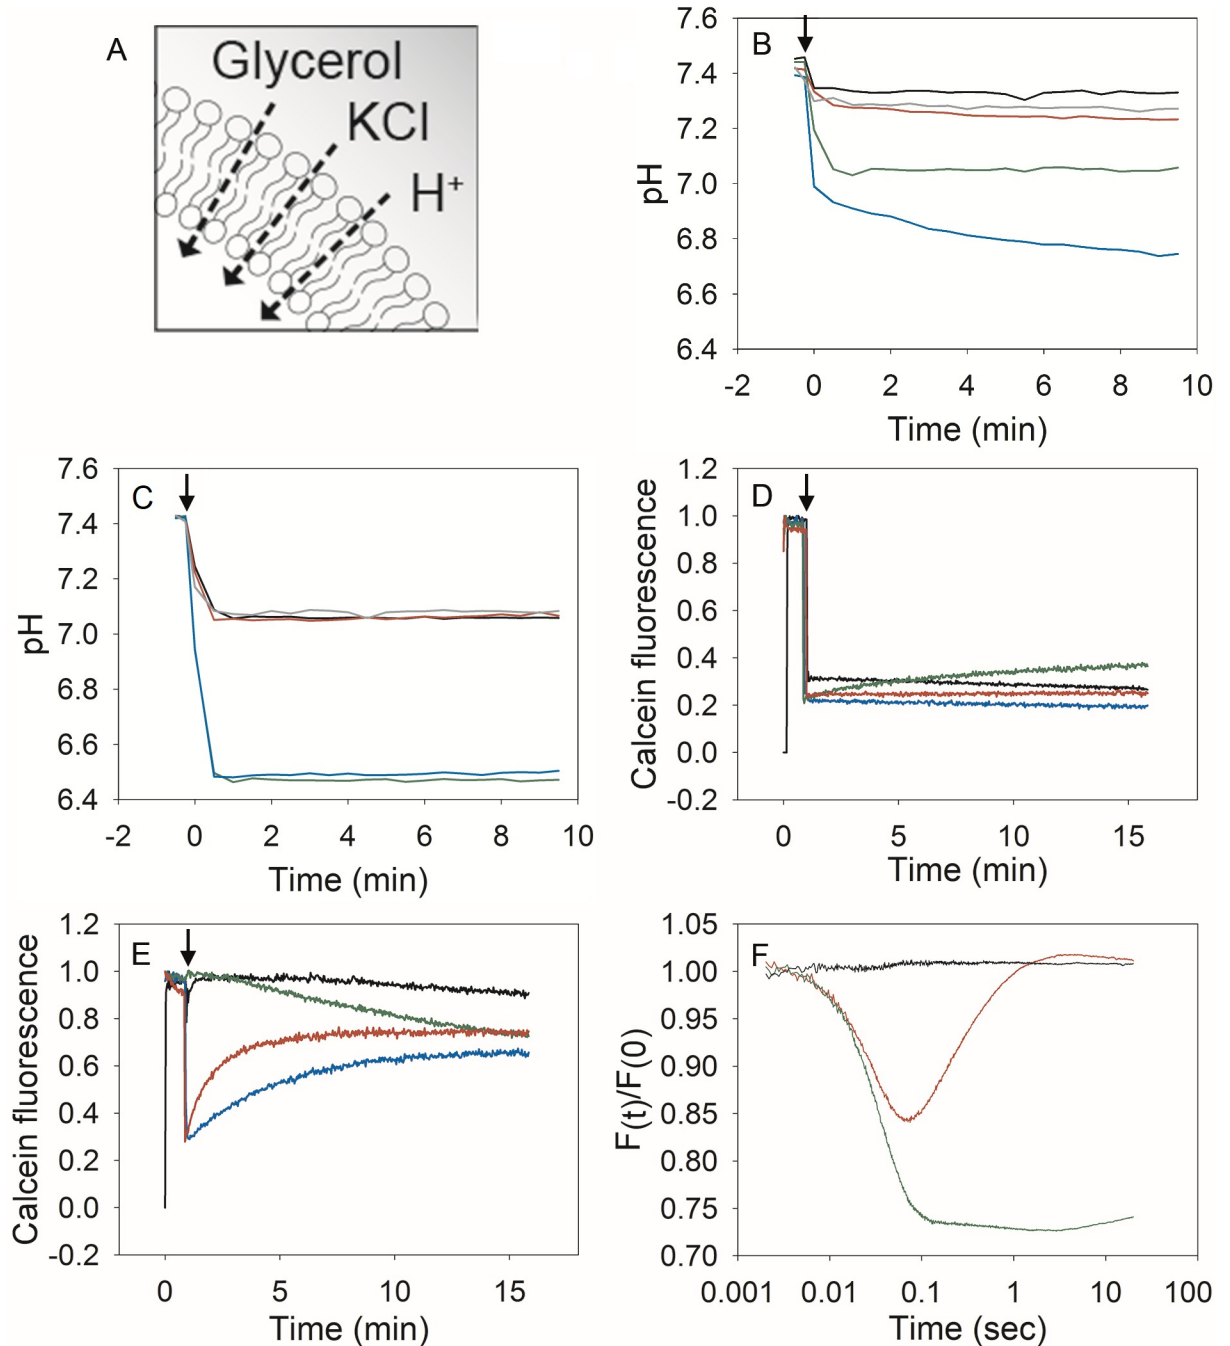 A
Glycerol
KCl
H+
B
7.6
7.4
7.2
7.0
6.8
6.6
6.4
pH
-2 0 2 4 6 8 10
Time (min)
C
7.6
7.4
7.2
7.0
6.8
6.6
6.4
pH
-2 0 2 4 6 8 10
Time (min)
D
1.2
1.0
0.8
0.6
0.4
0.2
0.0
-0.2
Calcein fluorescence
0 5 10 15
Time (min)
E
1.2
1.0
0.8
0.6
0.4
0.2
0.0
-0.2
Calcein fluorescence
0 5 10 15
Time (min)
F
1.05
1.00
0.95
0.90
0.85
0.80
0.75
0.70
F(t)/F(0)
0.001 0.01 0.1 1 10 100
Time (sec)